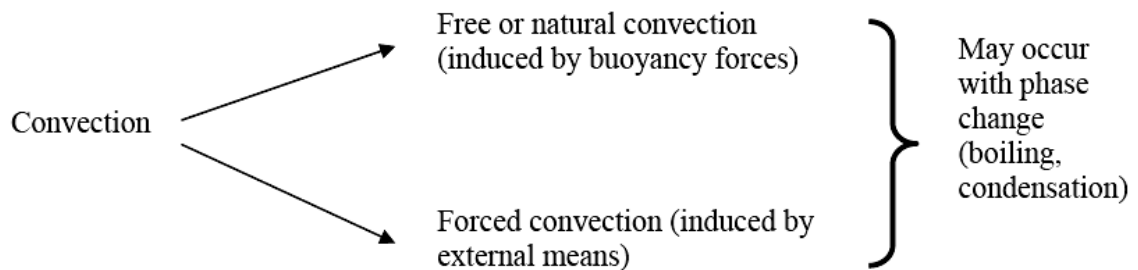 Convection
Free or natural convection
(induced by buoyancy forces)
Forced convection (induced by
external means)
May occur
with phase
change
(boiling,
condensation)